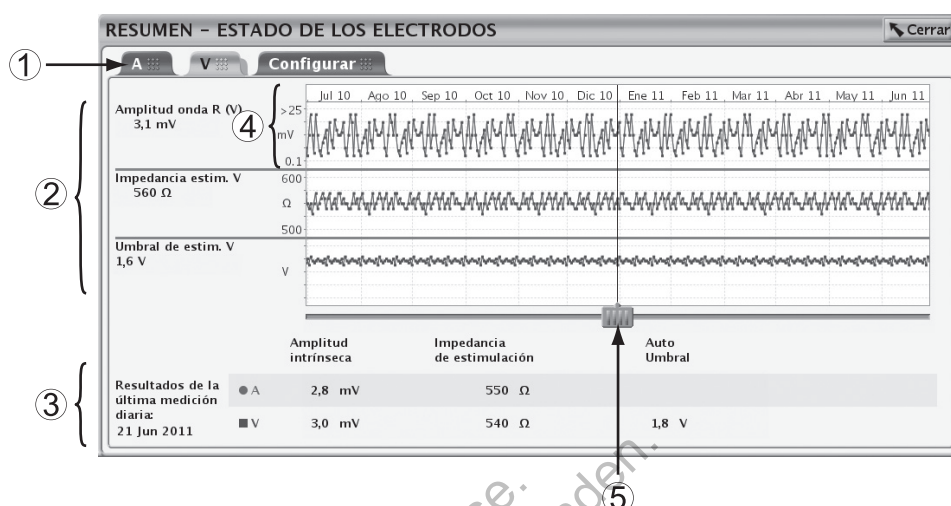 RESUMEN – ESTADO DE LOS ELECTRODOS
Cerrar
1
A V Configurar
Jul 10 Ago 10 Sep 10 Oct 10 Nov 10 Dic 10 Ene 11 Feb 11 Mar 11 Abr 11 May 11 Jun 11
Amplitud onda R (V)
3,1 mV
4
>25
mV
0.1
2
Impedancia estim. V
560 Ω
600
Ω
500
Umbral de estim. V
1,6 V
V
Amplitud intrínseca
Impedancia de estimulación
Auto Umbral
3
Resultados de la
última medición
diaria:
21 Jun 2011
A 2,8 mV 550 Ω
V 3,0 mV 540 Ω 1,8 V
5